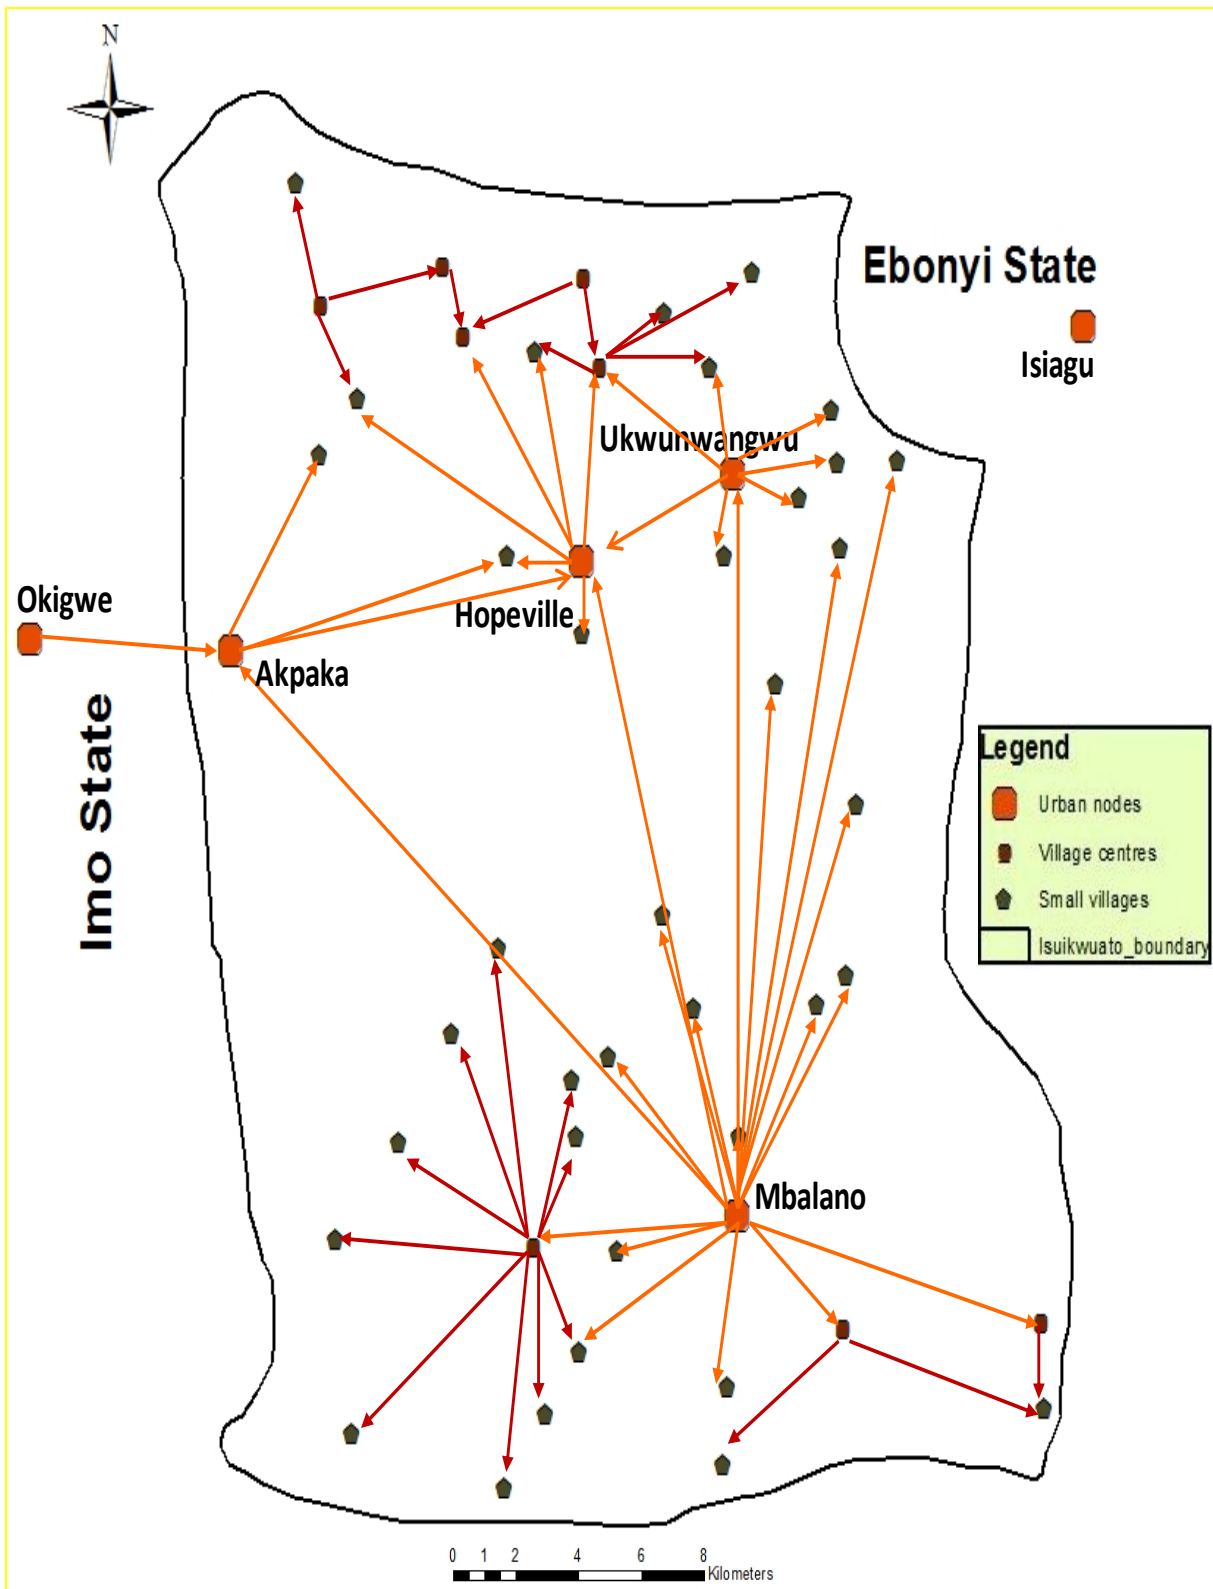 N
Ebonyi State
Isiagu
Ukwunwangwu
Okigwe
Hopeville
Akpaka
Imo State
Legend
Urban nodes
Village centres
Small villages
Isuikwuato_boundary
Mbalano
0 1 2 4 6 8
Kilometers